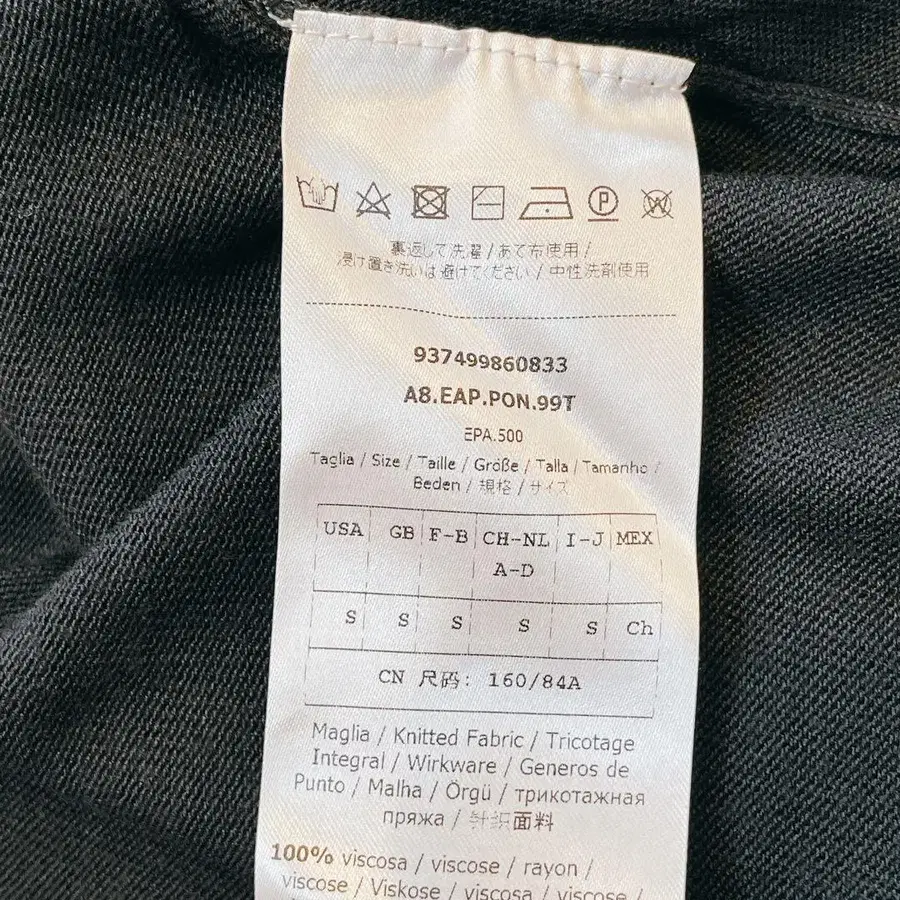 裏返して洗濯 / あて布使用 /
浸け置き洗いは避けてください / 中性洗剤使用
937499860833
A8.EAP.PON.99T
EPA.500
Taglia / Size / Taille / Größe / Talla / Tamanho /
Beden / 規格 / サイズ
USA GB F-B CH-NL I-J MEX
A-D
S S S S S Ch
CN 尺码: 160/84A
Maglia / Knitted Fabric / Tricotage
Integral / Wirkware / Generos de
Punto / Malha / Örgü / трикотажная
пряжа / 针织面料
100% viscosa / viscose / rayon /
viscose / Viskose / viscosa / viscose /